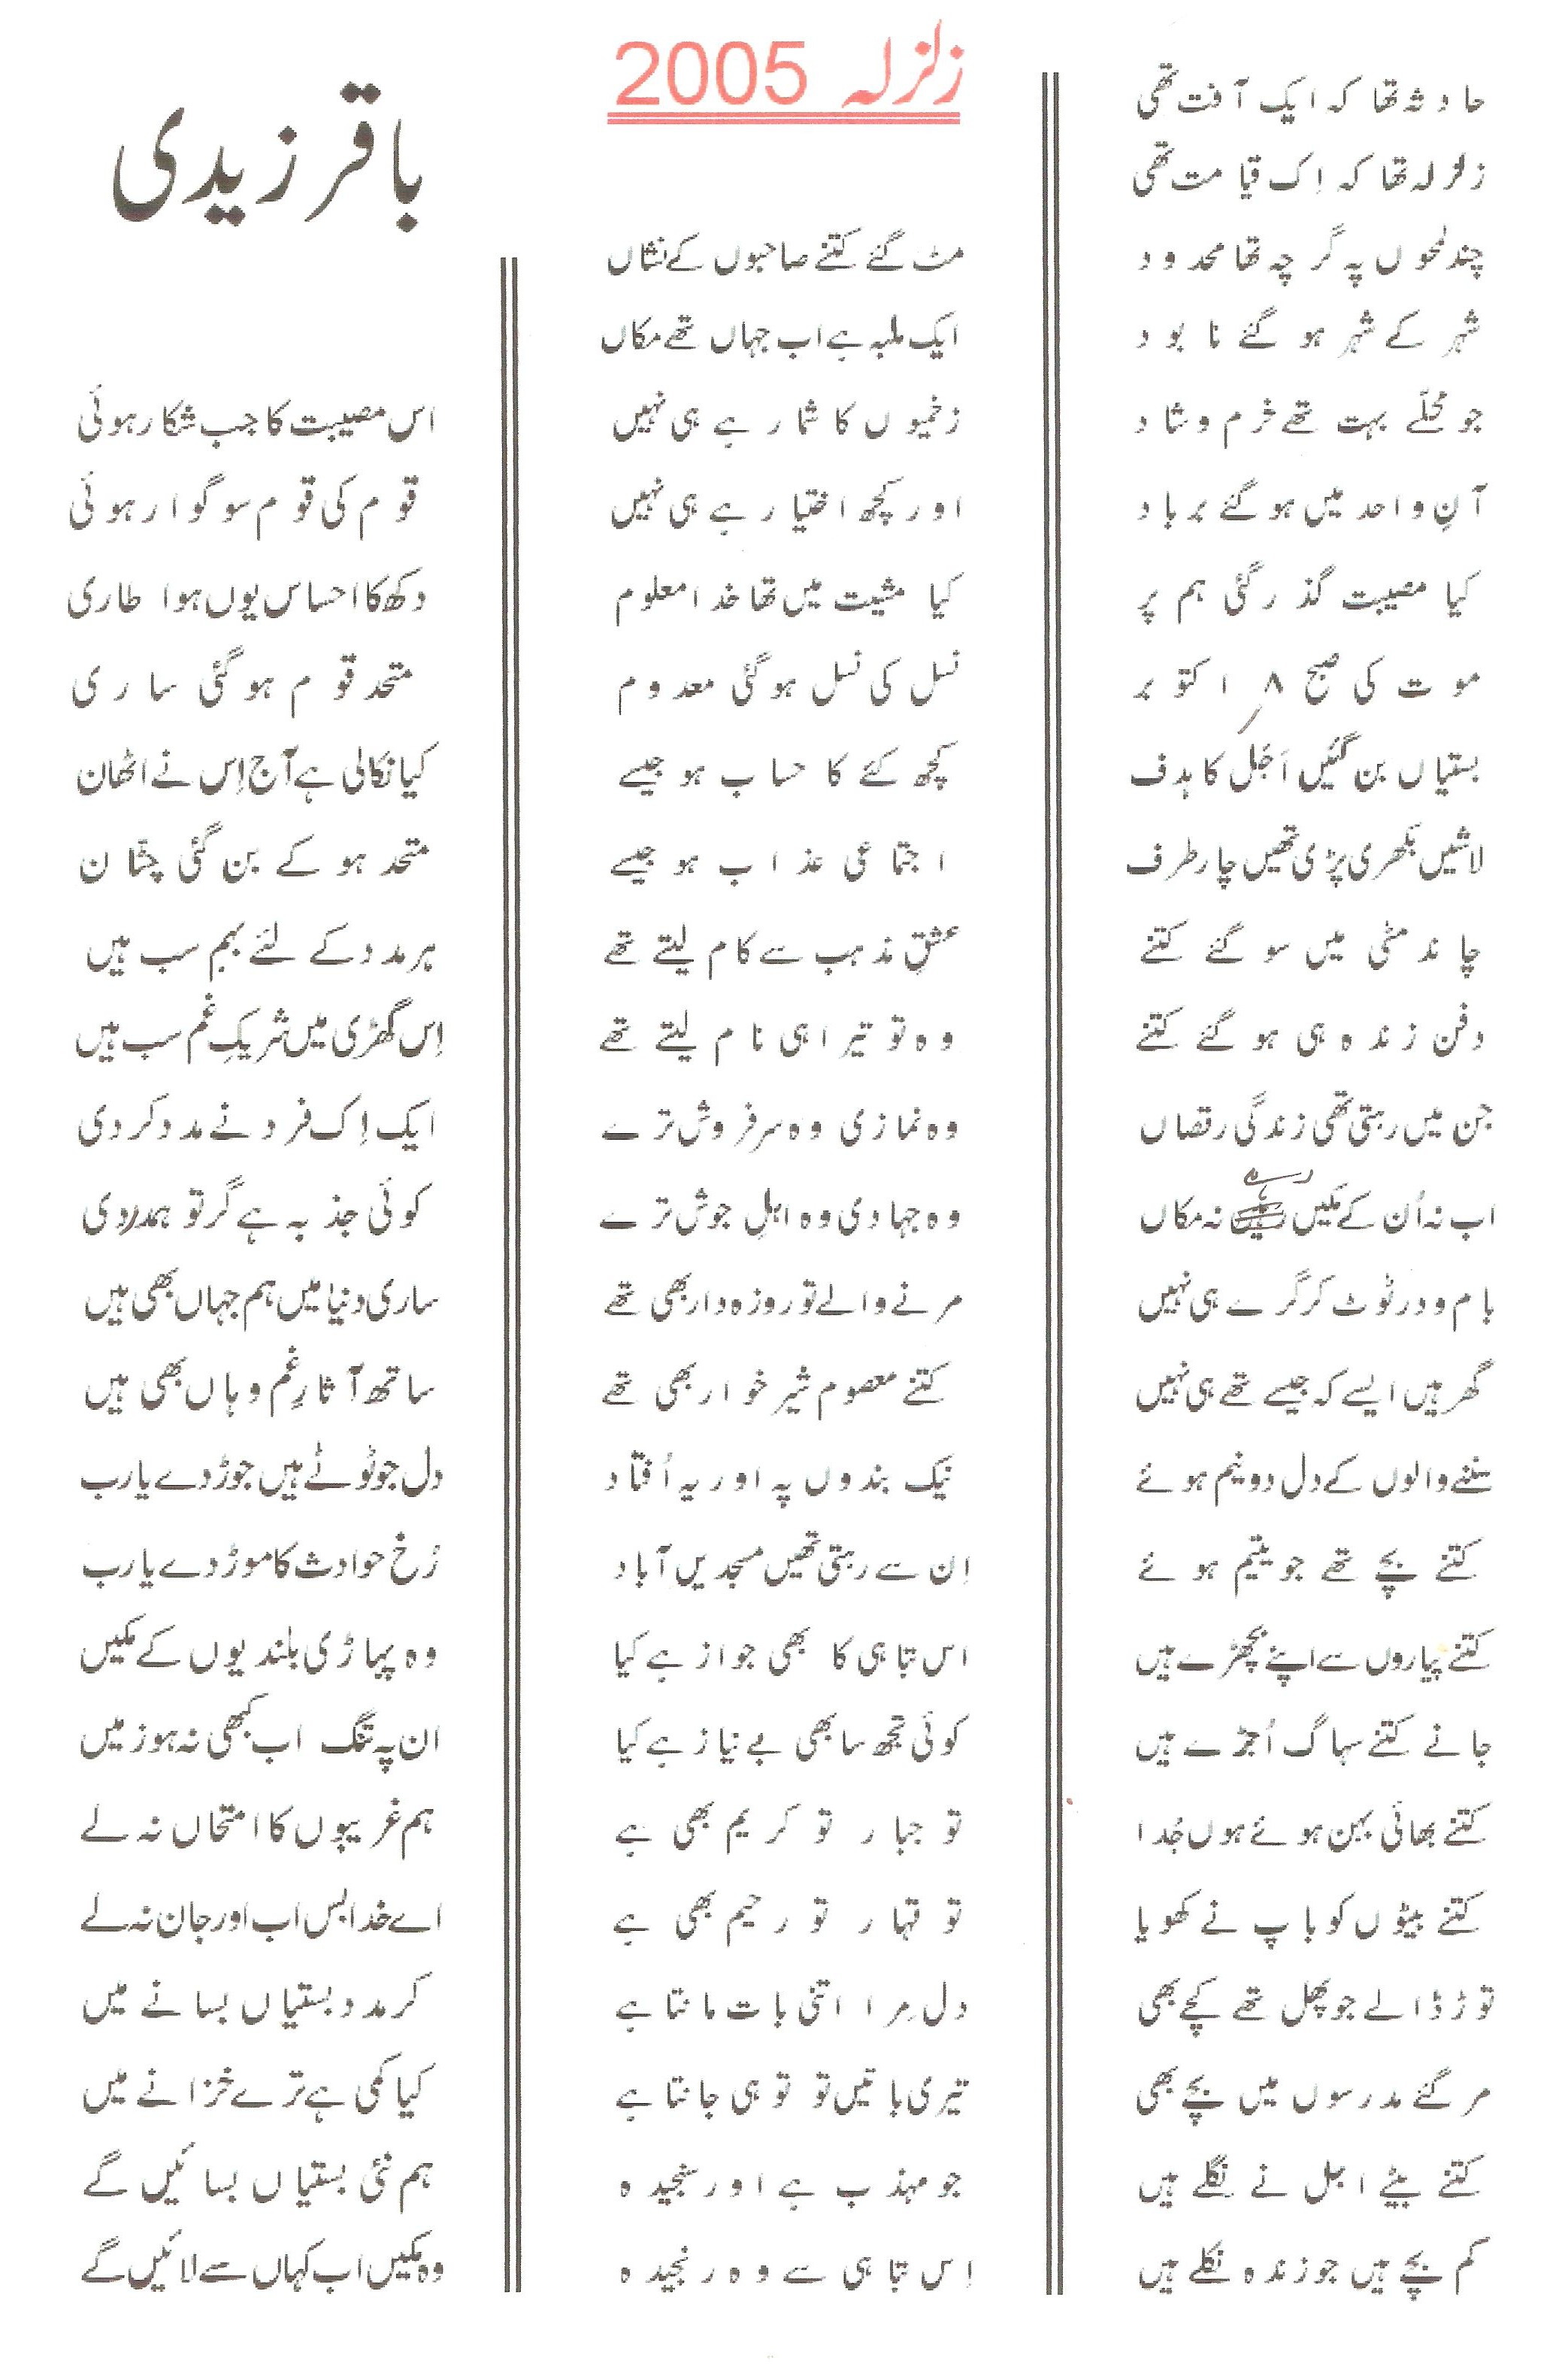 زلزلہ 2005
باقر زیدی
حادثہ تھا کہ ایک آفت تھی
زلزلہ تھا کہ اِک قیامت تھی
چند لمحوں پہ گرچہ تھا محدود
شہر کے شہر ہو گئے نابود
جو محلّے بہت تھے خرم و شاد
آنِ واحد میں ہو گئے برباد
کیا مصیبت گذر گئی ہم پر
موت کی صبح ۸ اکتوبر
بستیاں بن گئیں اَجَل کا ہدف
لاشیں بکھری پڑی تھیں چار طرف
چاند مٹی میں سو گئے کتنے
دفن زندہ ہی ہو گئے کتنے
جن میں رہتی تھی زندگی رقصاں
اب نہ اُن کے مکیں رہے نہ مکاں
بام و در ٹوٹ کر گرے ہی نہیں
گھر ہیں ایسے کہ جیسے تھے ہی نہیں
سننے والوں کے دل دو نیم ہوئے
کتنے بچے تھے جو یتیم ہوئے
کتنے پیاروں سے اپنے بچھڑے ہیں
جانے کتنے سہاگ اُجڑے ہیں
کتنے بھائی بہن ہوئے ہوں جُدا
کتنے بیٹوں کو باپ نے کھویا
توڑ ڈالے جو پھل تھے کچے بھی
مر گئے مدرسوں میں بچے بھی
کتنے بیٹے اجل نے نگلے ہیں
کم بچے ہیں جو زندہ نکلے ہیں
مٹ گئے کتنے صاحبوں کے نشاں
ایک ملبہ ہے اب جہاں تھے مکاں
زخمیوں کا شمار ہے ہی نہیں
اور کچھ اختیار ہے ہی نہیں
کیا مشیت میں تھا خدا معلوم
نسل کی نسل ہو گئی معدوم
کچھ کئے کا حساب ہو جیسے
اجتماعی عذاب ہو جیسے
عشقِ مذہب سے کام لیتے تھے
وہ تو تیرا ہی نام لیتے تھے
وہ نمازی وہ سرفروش ترے
وہ جہادی وہ اہلِ جوش ترے
مرنے والے تو روزہ دار بھی تھے
کتنے معصوم شیر خوار بھی تھے
نیک بندوں پہ اور یہ اُفتاد
اِن سے رہتی تھیں مسجدیں آباد
اس تباہی کا بھی جواز ہے کیا
کوئی تجھ سا بھی بے نیاز ہے کیا
تو جبار تو کریم بھی ہے
تو قہار تو رحیم بھی ہے
دل مِرا اتنی بات مانتا ہے
تیری باتیں تو تو ہی جانتا ہے
جو مہذب ہے اور سنجیدہ
اِس تباہی سے وہ رنجیدہ
اس مصیبت کا جب شکار ہوئی
قوم کی قوم سوگوار ہوئی
دکھ کا احساس یوں ہوا طاری
متحد قوم ہو گئی ساری
کیا نکالی ہے آج اِس نے اٹھان
متحد ہو کے بن گئی چٹان
ہر مدد کے لئے بہم سب ہیں
اِس گھڑی میں شریکِ غم سب ہیں
ایک اِک فرد نے مدد کر دی
کوئی جذبہ ہے گر تو ہمدردی
ساری دنیا میں ہم جہاں بھی ہیں
ساتھ آثارِ غم وہاں بھی ہیں
دل جو ٹوٹے ہیں جوڑ دے یارب
رُخ حوادث کا موڑ دے یارب
وہ پہاڑی بلندیوں کے مکیں
ان پہ تنگ اب کبھی نہ ہو زمیں
ہم غریبوں کا امتحاں نہ لے
اے خدا بس اب اور جان نہ لے
کر مدد بستیاں بسانے میں
کیا کمی ہے ترے خزانے میں
ہم نئی بستیاں بسائیں گے
وہ مکیں اب کہاں سے لائیں گے